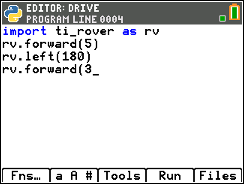 EDITOR: DRIVE
PROGRAM LINE 0004
import ti_rover as rv
rv.forward(5)
rv.left(180)
rv.forward(3_
Fns… a A # Tools Run Files